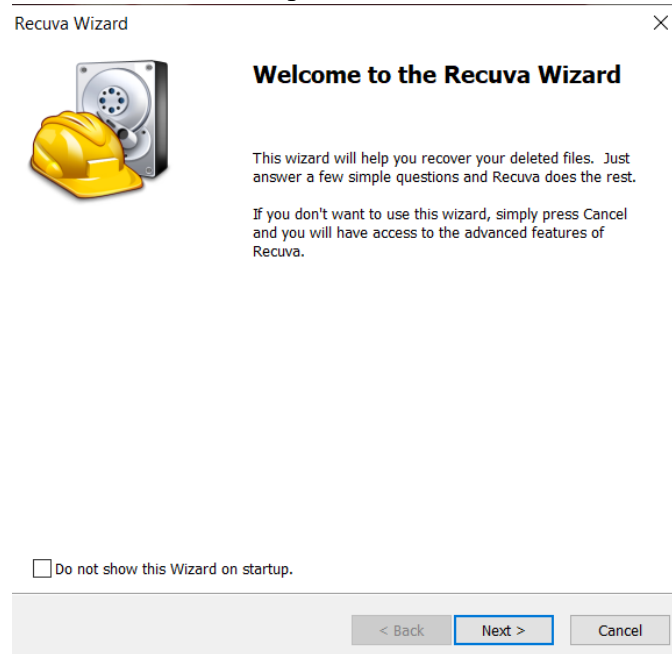 Recuva Wizard
Welcome to the Recuva Wizard
This wizard will help you recover your deleted files. Just
answer a few simple questions and Recuva does the rest.
If you don't want to use this wizard, simply press Cancel
and you will have access to the advanced features of
Recuva.
Do not show this Wizard on startup.
< Back Next > Cancel